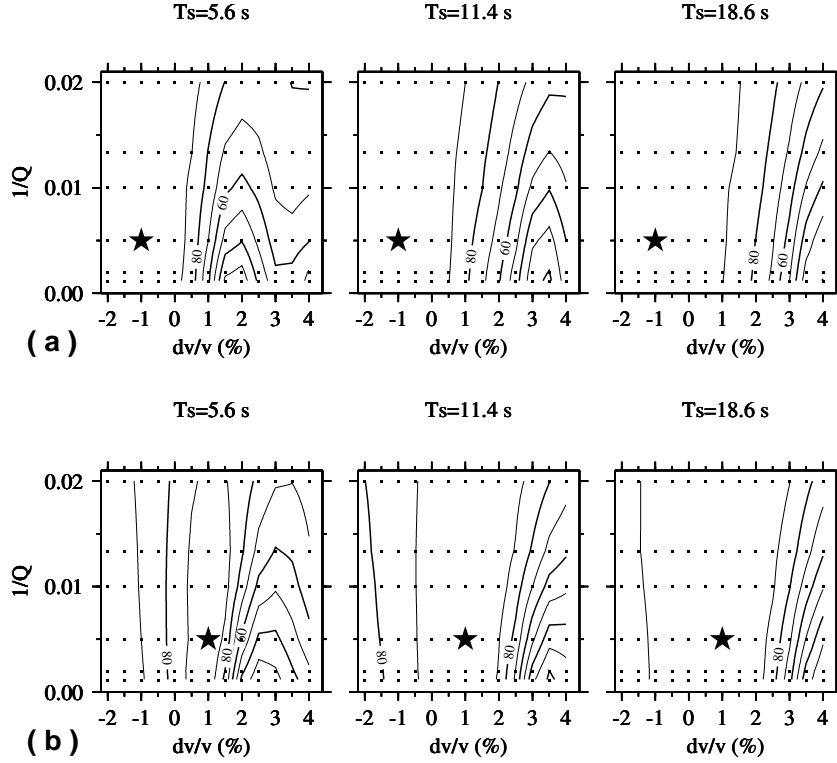 Ts=5.6 s Ts=11.4 s Ts=18.6 s
0.02
0.01
0.00
1/Q
80 60 80 60 80 60
-2 -1 0 1 2 3 4 -2 -1 0 1 2 3 4 -2 -1 0 1 2 3 4
dv/v (%) dv/v (%) dv/v (%)
( a )
Ts=5.6 s Ts=11.4 s Ts=18.6 s
0.02
0.01
0.00
1/Q
80 80 60 80 80 80
-2 -1 0 1 2 3 4 -2 -1 0 1 2 3 4 -2 -1 0 1 2 3 4
dv/v (%) dv/v (%) dv/v (%)
( b )